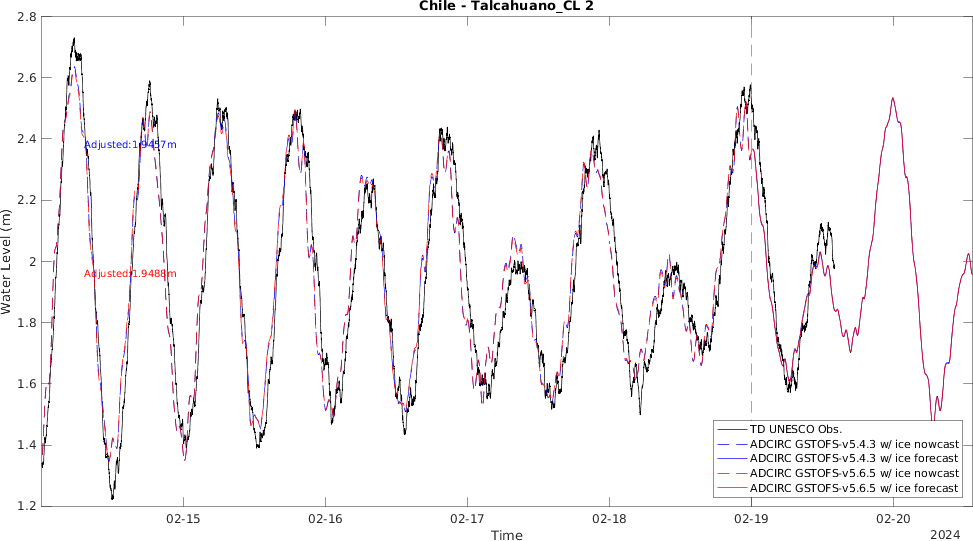 Chile - Talcahuano_CL 2
2.8
2.6
2.4
2.2
2
1.8
1.6
1.4
1.2
Water Level (m)
Adjusted:1.9457m
Adjusted:1.9488m
TD UNESCO Obs.
ADCIRC GSTOFS-v5.4.3 w/ ice nowcast
ADCIRC GSTOFS-v5.4.3 w/ ice forecast
ADCIRC GSTOFS-v5.6.5 w/ ice nowcast
ADCIRC GSTOFS-v5.6.5 w/ ice forecast
02-15 02-16 02-17 02-18 02-19 02-20
Time
2024